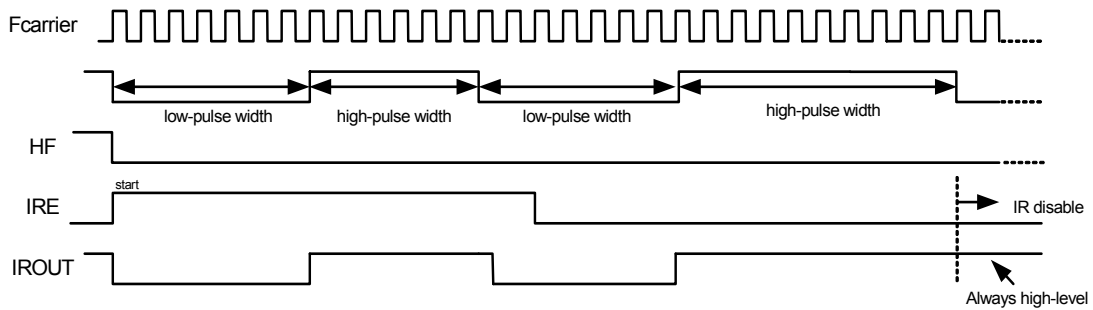 Fcarrier
low-pulse width
high-pulse width
low-pulse width
high-pulse width
HF
start
IRE
IR disable
IROUT
Always high-level